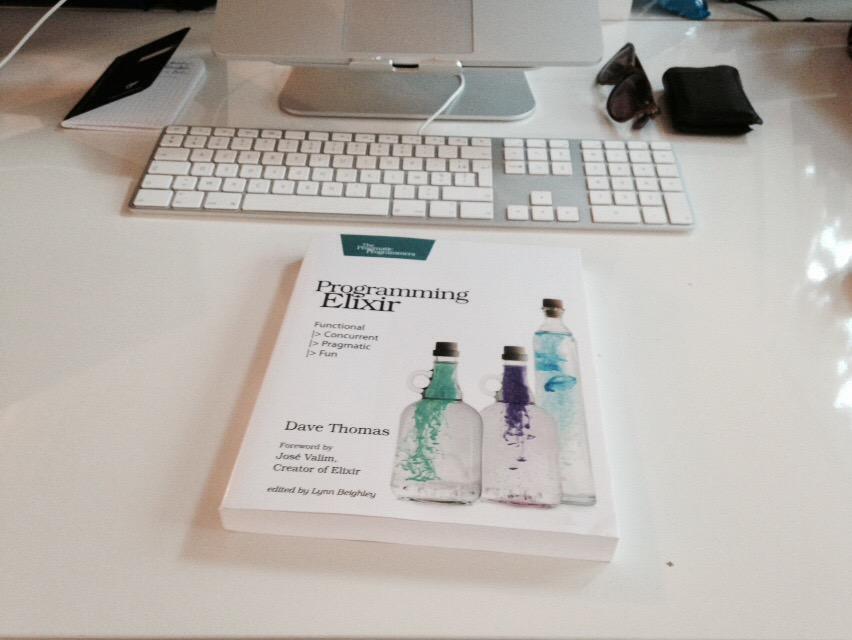 The
Pragmatic
Programmers
Programming
Elixir
Functional
|> Concurrent
|> Pragmatic
|> Fun
Dave Thomas
Foreword by
José Valim,
Creator of Elixir
edited by Lynn Beighley